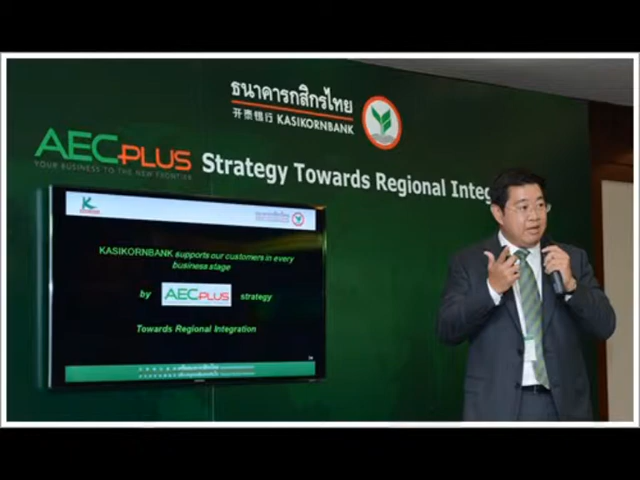 ธนาคารกสิกรไทย
开泰银行 KASIKORNBANK
AEC PLUS
YOUR BUSINESS TO THE NEW FRONTIER
Strategy Towards Regional Integ
KASIKORNBANK supports our customers in every
business stage
by AEC PLUS strategy
Towards Regional Integration